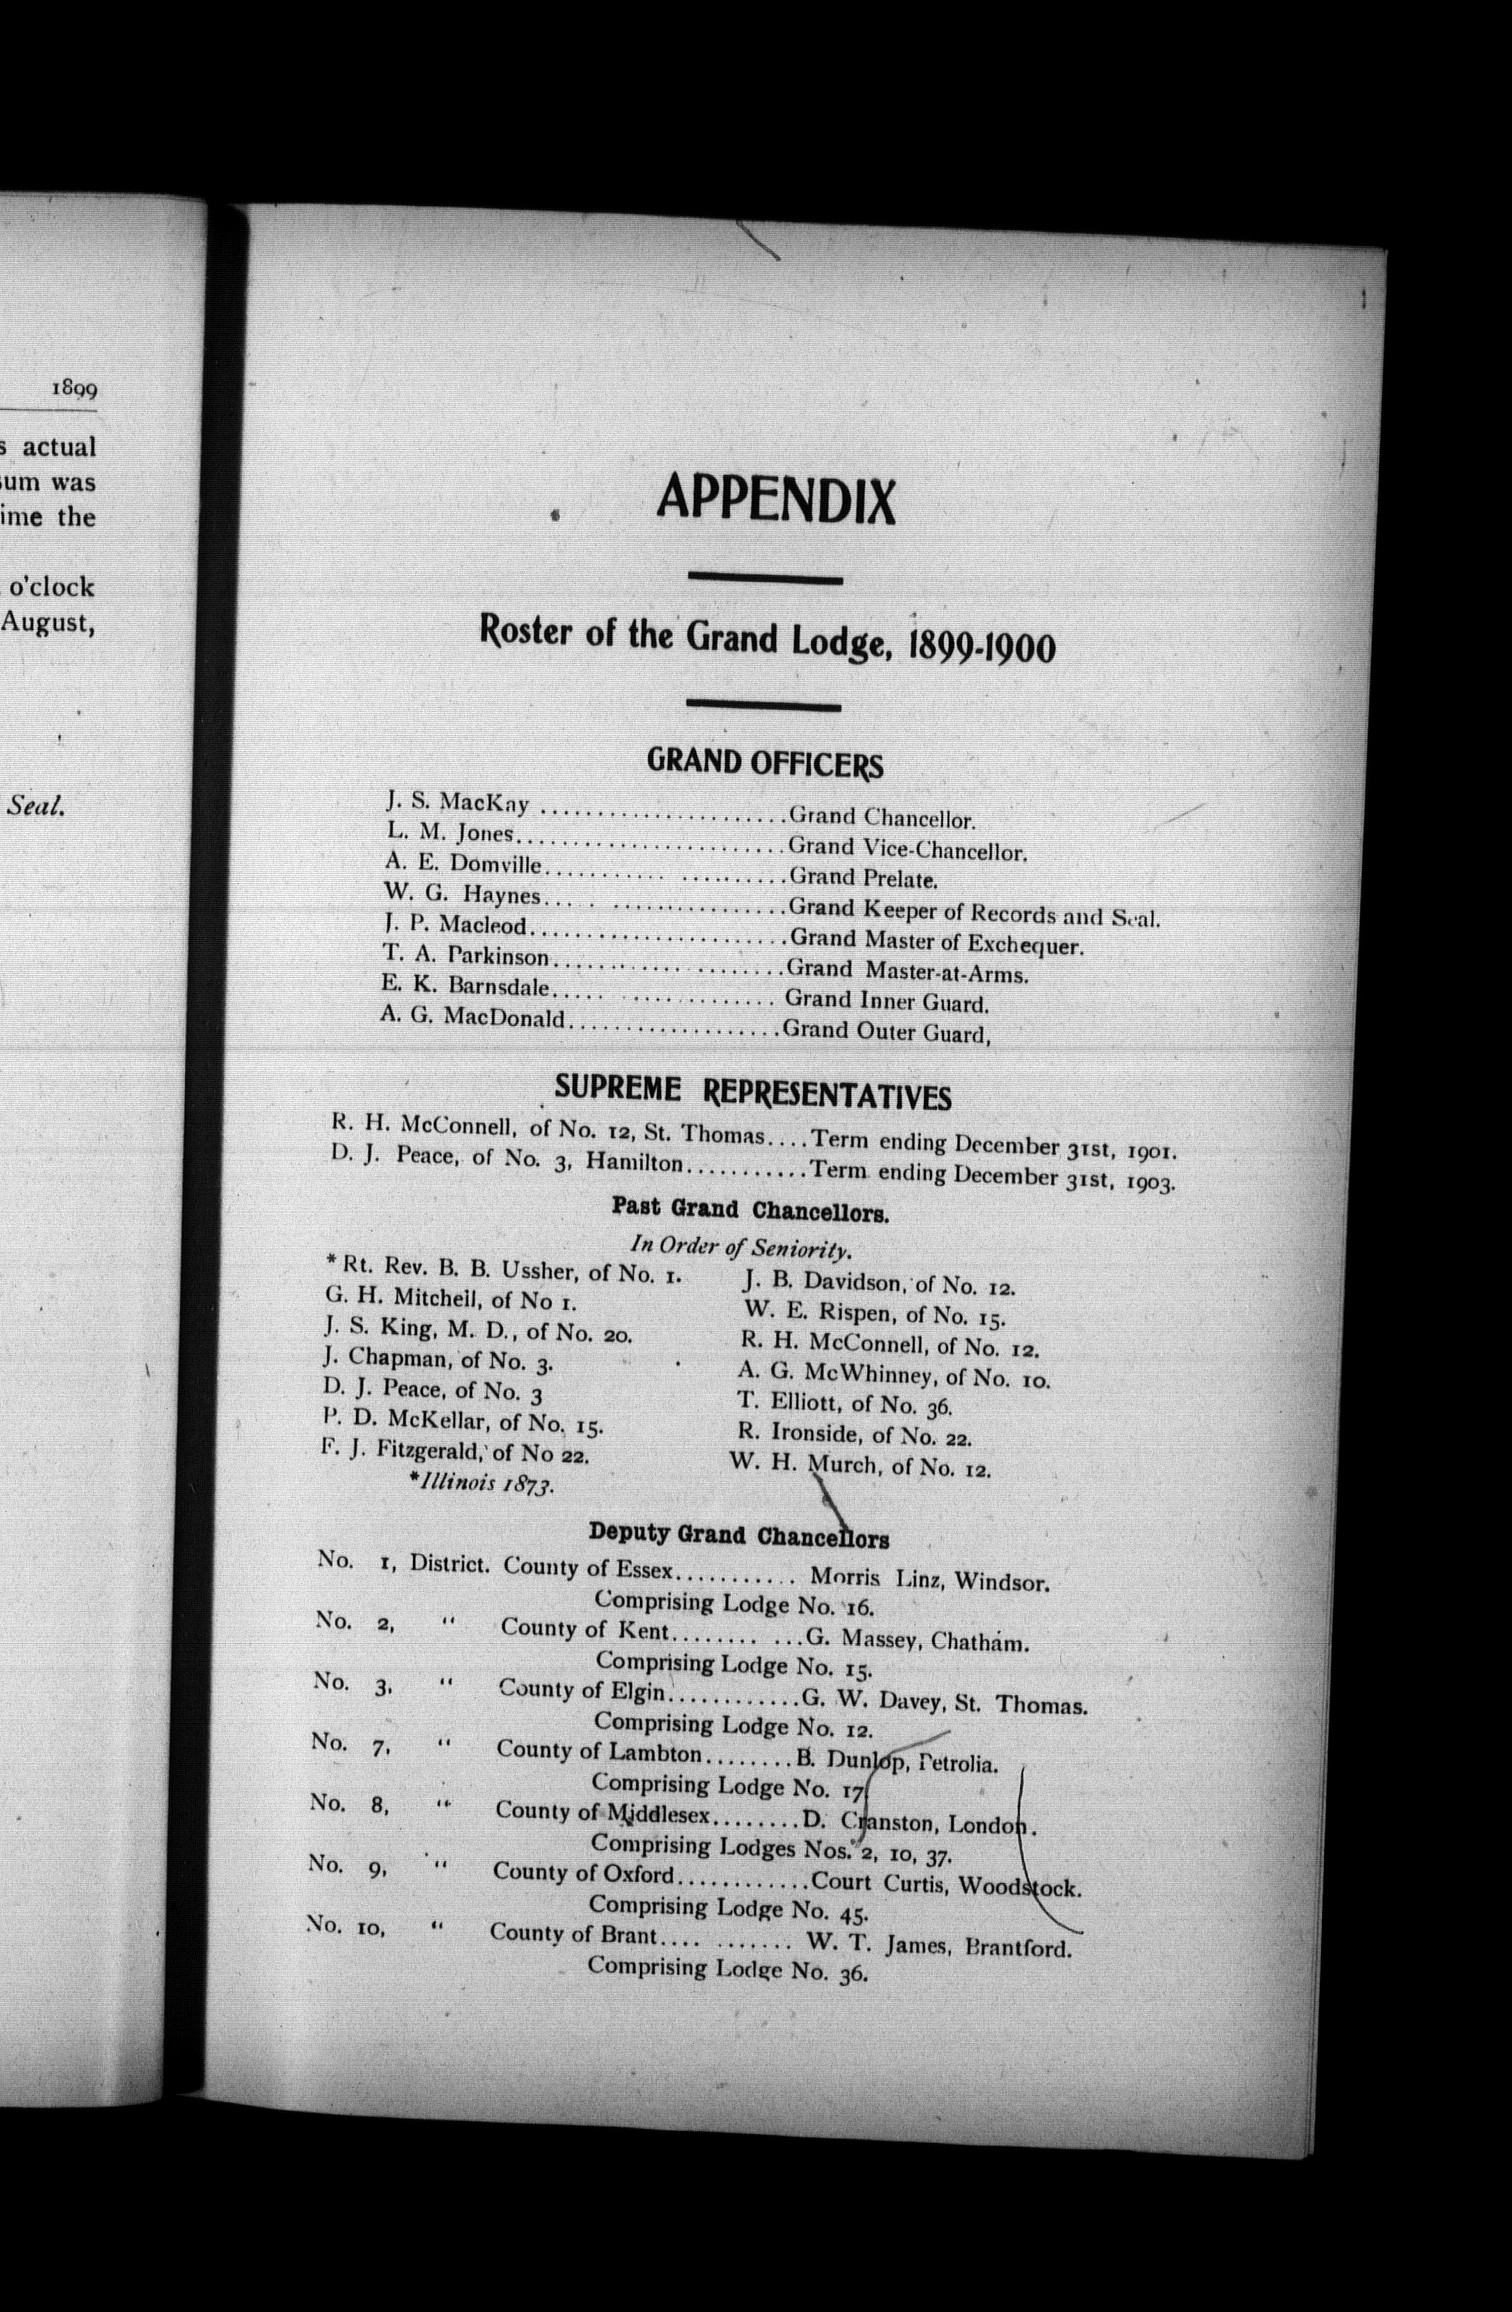 1899
actual
was
ime the
o'clock
August,
Seal.
APPENDIX
Roster of the Grand Lodge, 1899-1900
GRAND OFFICERS
J. S. MacKay ......................Grand Chancellor.
L. M. Jones........................Grand Vice-Chancellor.
A. E. Domville........... ..........Grand Prelate.
W. G. Haynes..... ................Grand Keeper of Records and Seal.
J. P. Macleod.......................Grand Master of Exchequer.
T. A. Parkinson............ ........Grand Master-at-Arms.
E. K. Barnsdale..... ............. Grand Inner Guard.
A. G. MacDonald...................Grand Outer Guard,
SUPREME REPRESENTATIVES
R. H. McConnell, of No. 12, St. Thomas....Term ending December 31st, 1901.
D. J. Peace, of No. 3, Hamilton...........Term ending December 31st, 1903.
Past Grand Chancellors.
In Order of Seniority.
*Rt. Rev. B. B. Ussher, of No. 1.
G. H. Mitchell, of No 1.
J. S. King, M. D., of No. 20.
J. Chapman, of No. 3.
D. J. Peace, of No. 3
P. D. McKellar, of No. 15.
F. J. Fitzgerald, of No 22.
*Illinois 1873.
J. B. Davidson, of No. 12.
W. E. Rispen, of No. 15.
R. H. McConnell, of No. 12.
A. G. McWhinney, of No. 10.
T. Elliott, of No. 36.
R. Ironside, of No. 22.
W. H. Murch, of No. 12.
Deputy Grand Chancellors
No. 1, District. County of Essex........... Morris Linz, Windsor.
Comprising Lodge No. 16.
No. 2, " County of Kent........ ...G. Massey, Chatham.
Comprising Lodge No. 15.
No. 3, " County of Elgin............G. W. Davey, St. Thomas.
Comprising Lodge No. 12.
No. 7, " County of Lambton........B. Dunlop, Petrolia.
Comprising Lodge No. 17
No. 8, " County of Middlesex........D. Cranston, London.
Comprising Lodges Nos. 2, 10, 37.
No. 9, " County of Oxford............Court Curtis, Woodstock.
Comprising Lodge No. 45.
No. 10, " County of Brant.... ....... W. T. James, Brantford.
Comprising Lodge No. 36.